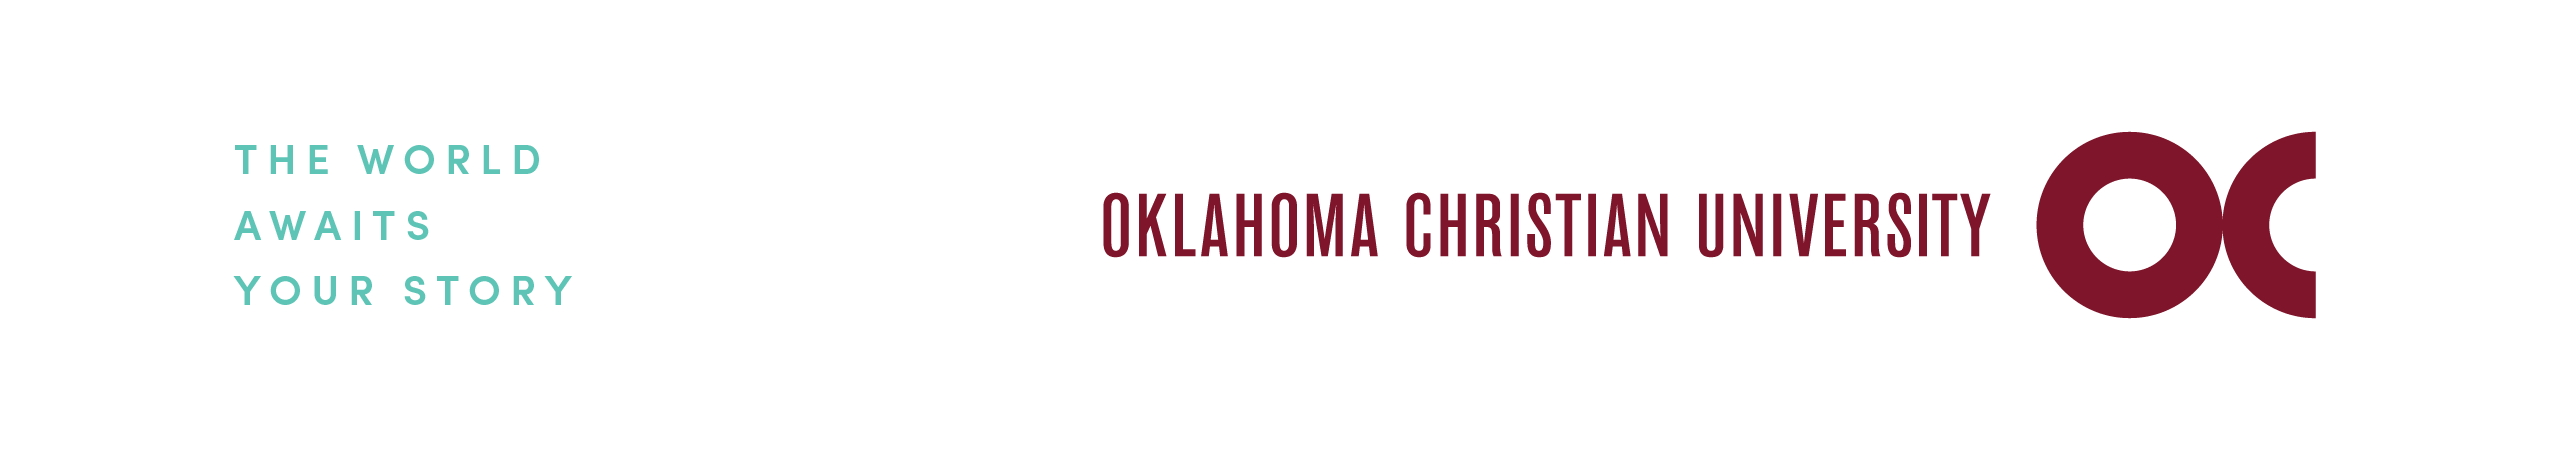 THE WORLD
AWAITS
YOUR STORY
OKLAHOMA CHRISTIAN UNIVERSITY
OC